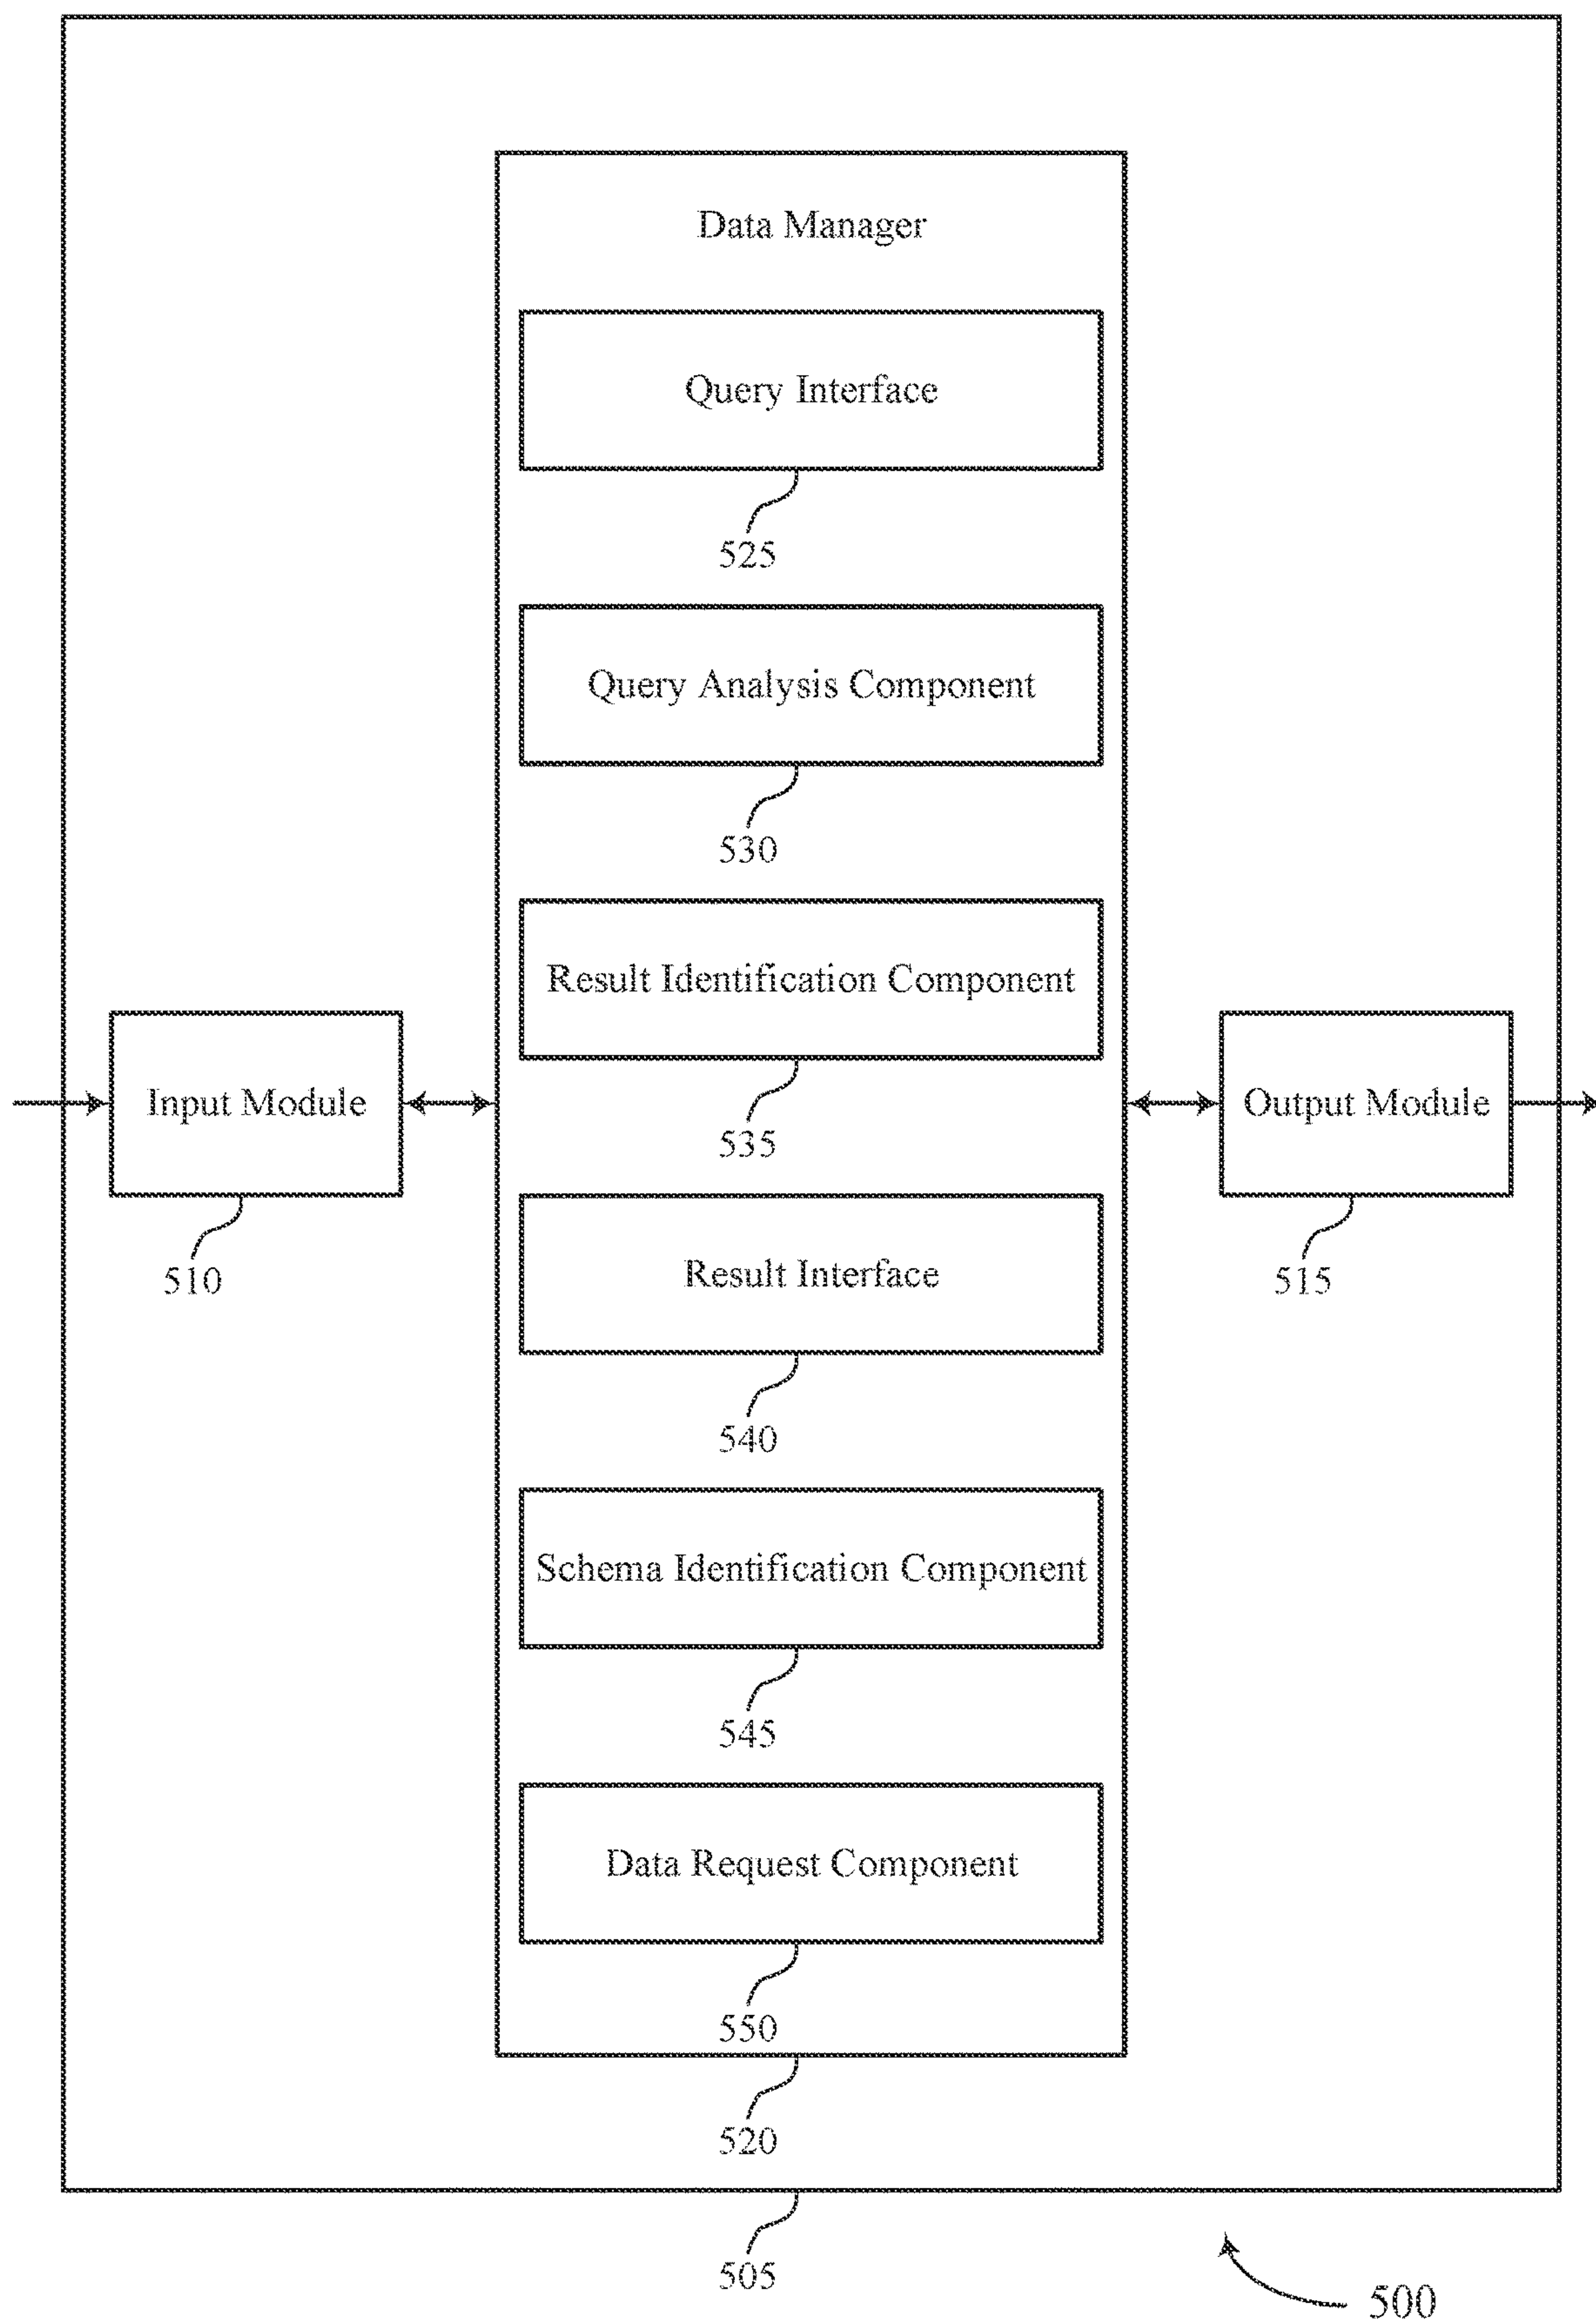 Data Manager
Query Interface
525
Query Analysis Component
530
Result Identification Component
535
Input Module
510
Output Module
515
Result Interface
540
Schema Identification Component
545
Data Request Component
550
520
505
500